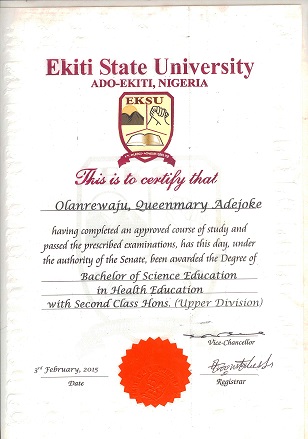 Ekiti State University
ADO-EKITI, NIGERIA
EKSU
This is to certify that
Olanrewaju, Queenmary Adejoke
having completed an approved course of study and
passed the prescribed examinations, has this day, under
the authority of the Senate, been awarded the Degree of
Bachelor of Science Education
in Health Education
with Second Class Hons. (Upper Division)
Vice-Chancellor
3rd February, 2015
Date
Registrar